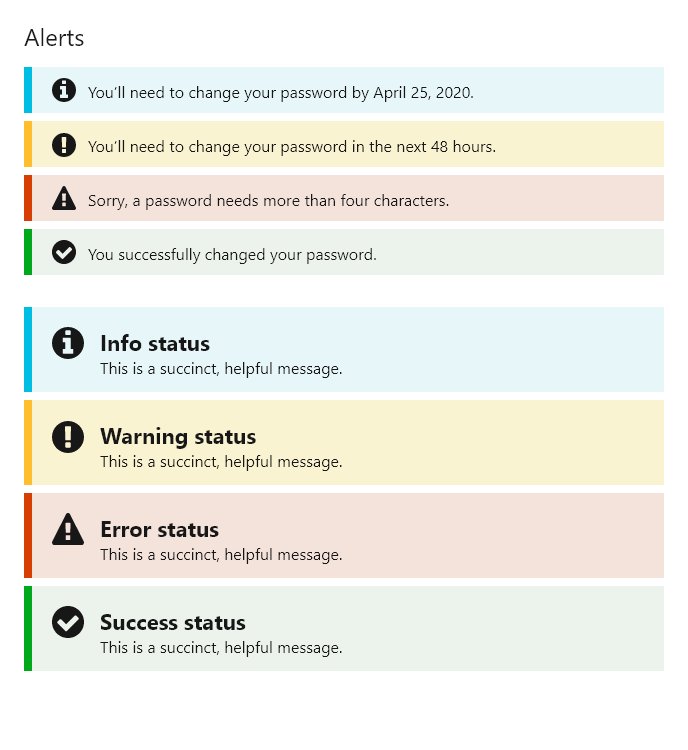 Alerts
You’ll need to change your password by April 25, 2020.
You’ll need to change your password in the next 48 hours.
Sorry, a password needs more than four characters.
You successfully changed your password.
Info status
This is a succinct, helpful message.
Warning status
This is a succinct, helpful message.
Error status
This is a succinct, helpful message.
Success status
This is a succinct, helpful message.